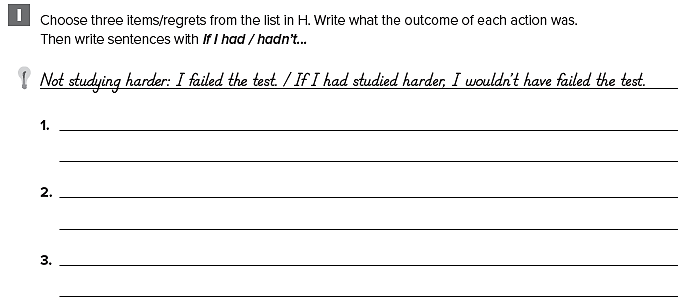 I
Choose three items/regrets from the list in H. Write what the outcome of each action was.
Then write sentences with If I had / hadn't...
Not studying harder: I failed the test. / If I had studied harder, I wouldn't have failed the test.
1.
2.
3.